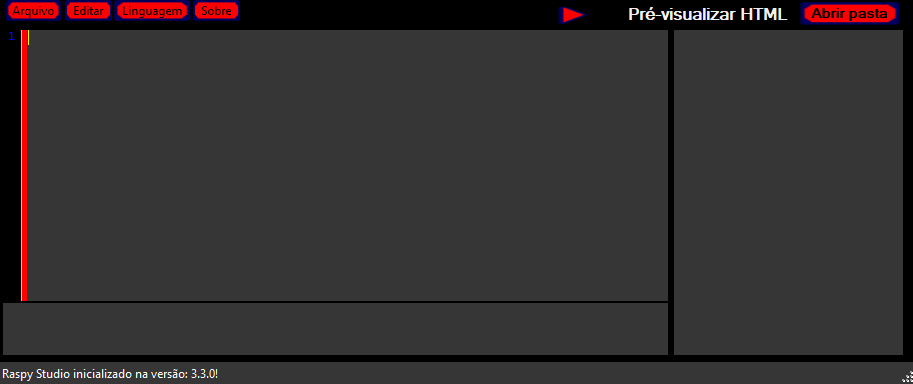 Arquivo Editar Linguagem Sobre Pré-visualizar HTML Abrir pasta
1
Raspy Studio inicializado na versão: 3.3.0!